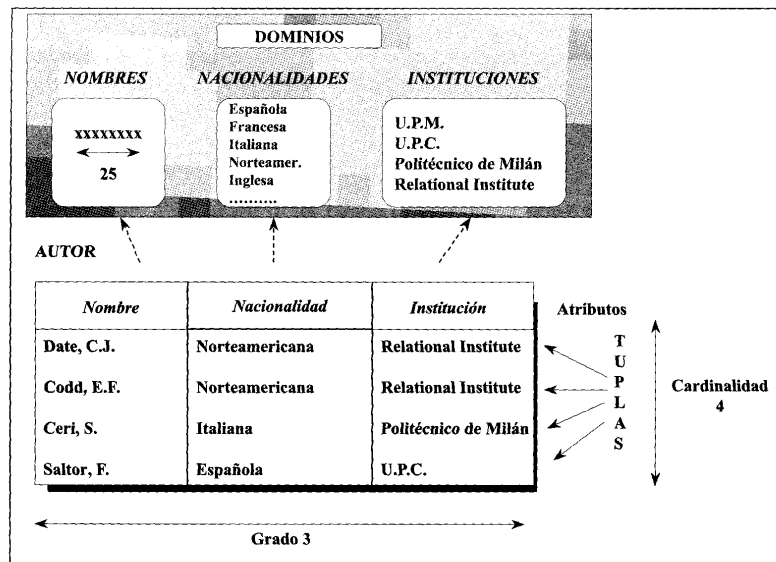 DOMINIOS
NOMBRES NACIONALIDADES INSTITUCIONES
xxxxxxxx
25
Española
Francesa
Italiana
Norteamer.
Inglesa
..........
U.P.M.
U.P.C.
Politécnico de Milán
Relational Institute
AUTOR
Nombre Nacionalidad Institución Atríbutos
Date, C.J. Norteamericana Relational Institute
Codd, E.F. Norteamericana Relational Institute
Ceri, S. Italiana Politécnico de Milán
Saltor, F. Española U.P.C.
TUPLAS
Cardinalidad
4
Grado 3